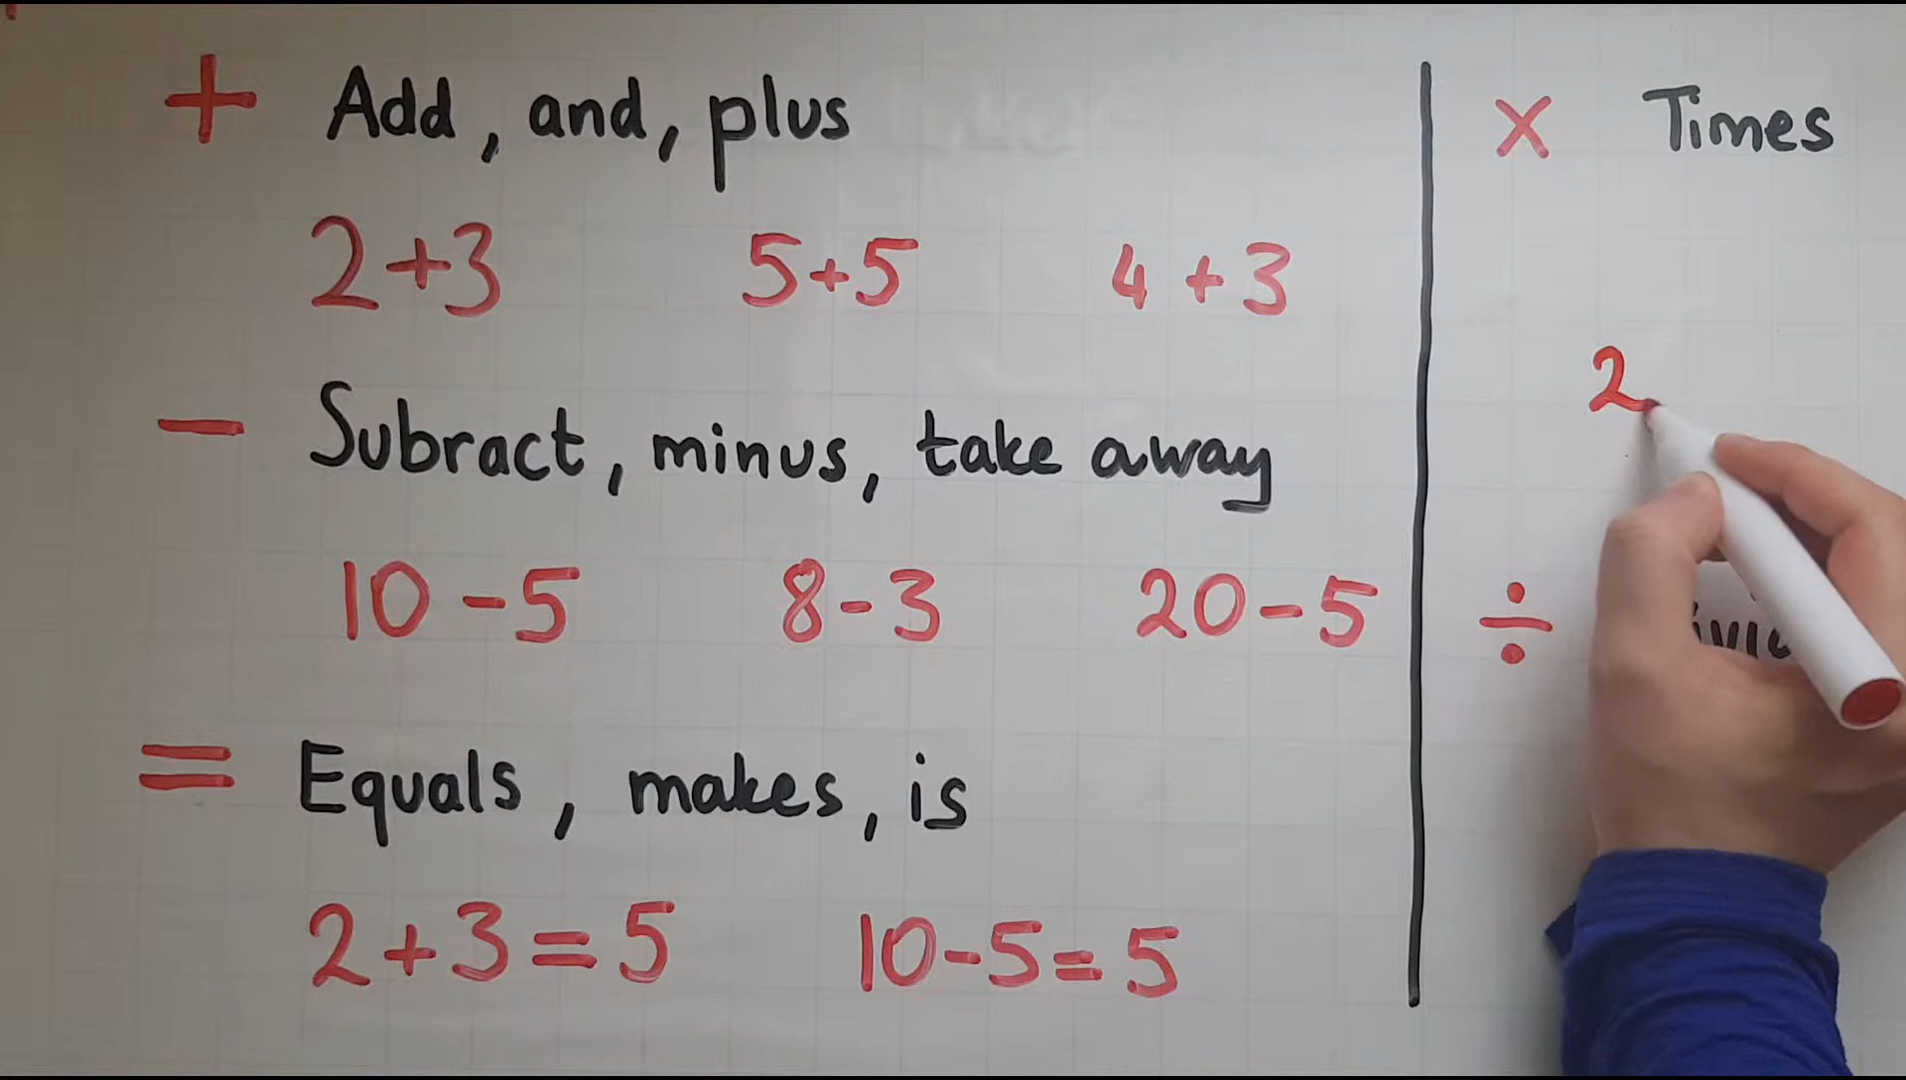 + Add, and, plus
2+3 5+5 4+3
- Subract, minus, take away
10-5 8-3 20-5
= Equals, makes, is
2+3=5 10-5=5
× Times
2
÷